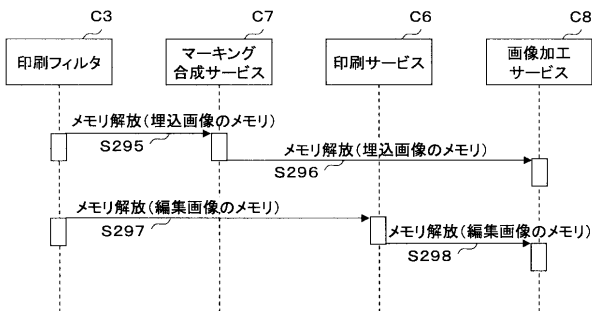 C3
C7
C6
C8
印刷フィルタ
マーキング
合成サービス
印刷サービス
画像加工
サービス
メモリ解放(埋込画像のメモリ)
S295
メモリ解放(埋込画像のメモリ)
S296
メモリ解放(編集画像のメモリ)
S297
メモリ解放(編集画像のメモリ)
S298